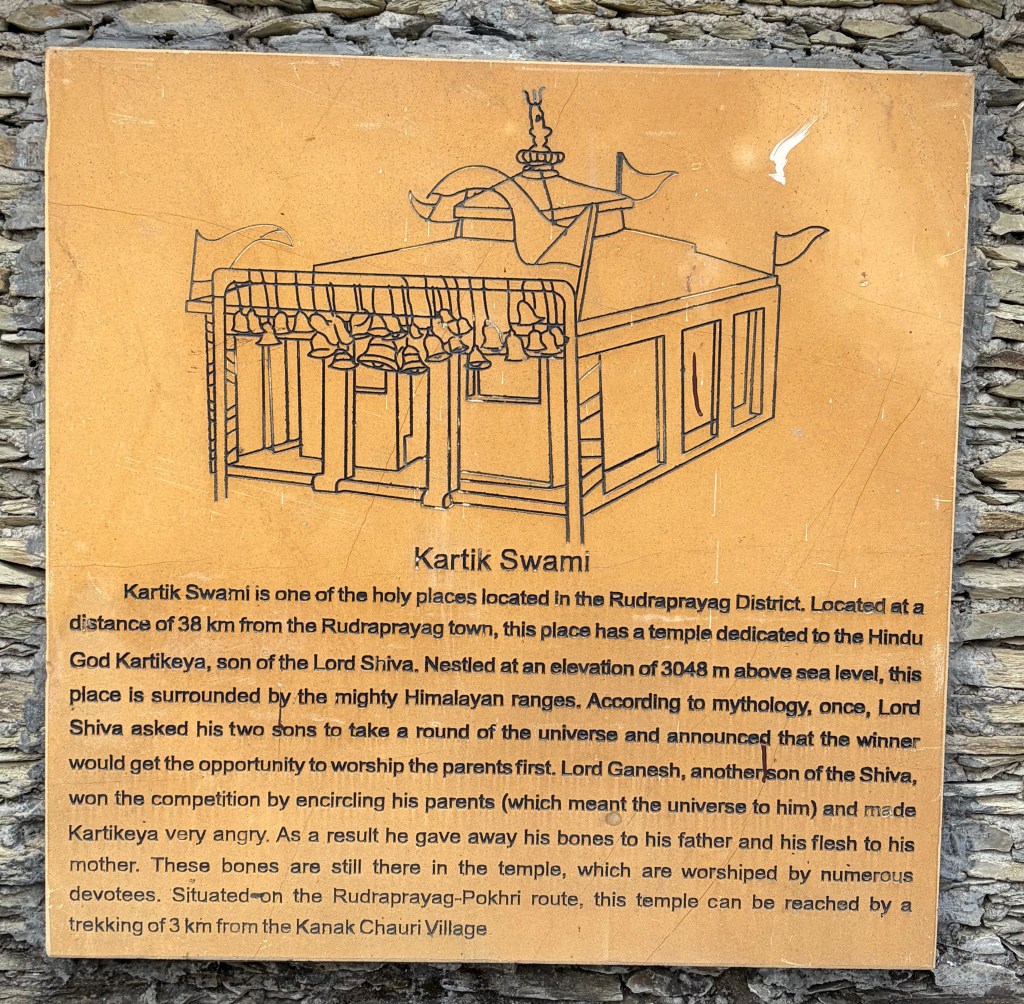 Kartik Swami
Kartik Swami is one of the holy places located in the Rudraprayag District. Located at a
distance of 38 km from the Rudraprayag town, this place has a temple dedicated to the Hindu
God Kartikeya, son of the Lord Shiva. Nestled at an elevation of 3048 m above sea level, this
place is surrounded by the mighty Himalayan ranges. According to mythology, once, Lord
Shiva asked his two sons to take a round of the universe and announced that the winner
would get the opportunity to worship the parents first. Lord Ganesh, another son of the Shiva,
won the competition by encircling his parents (which meant the universe to him) and made
Kartikeya very angry. As a result he gave away his bones to his father and his flesh to his
mother. These bones are still there in the temple, which are worshiped by numerous
devotees. Situated on the Rudraprayag-Pokhri route, this temple can be reached by a
trekking of 3 km from the Kanak Chauri Village